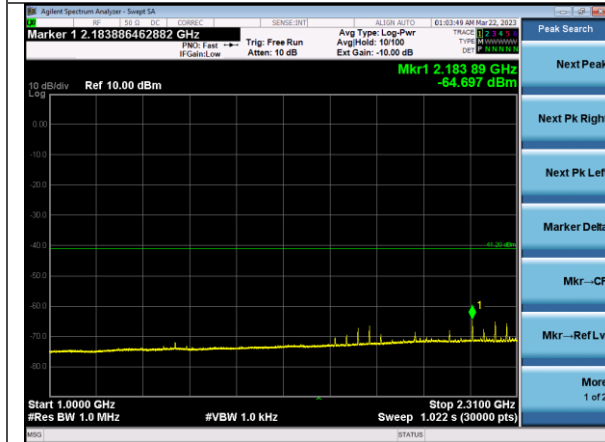 Agilent Spectrum Analyzer - Swept SA
RF 50 Ω DC CORREC SENSE:INT ALIGN AUTO 01:03:49 AM Mar 22, 2023
Marker 1 2.183886462882 GHz
PNO: Fast
IFGain:Low
Trig: Free Run
Atten: 10 dB
Avg Type: Log-Pwr
Avg|Hold: 10/100
Ext Gain: -10.00 dB
TRACE 1 2 3 4 5 6
TYPE M WWWWW
DET P N N N N N
Peak Search
Mkr1 2.183 89 GHz
-64.697 dBm
10 dB/div Ref 10.00 dBm
Log
0.00
-10.0
-20.0
-30.0
-40.0
-41.20 dBm
-50.0
-60.0
-70.0
-80.0
1
Start 1.0000 GHz
Stop 2.3100 GHz
#Res BW 1.0 MHz
#VBW 1.0 kHz
Sweep 1.022 s (30000 pts)
MSG
STATUS
Next Peak
Next Pk Right
Next Pk Left
Marker Delta
Mkr→CF
Mkr→Ref Lv
More
1 of 2